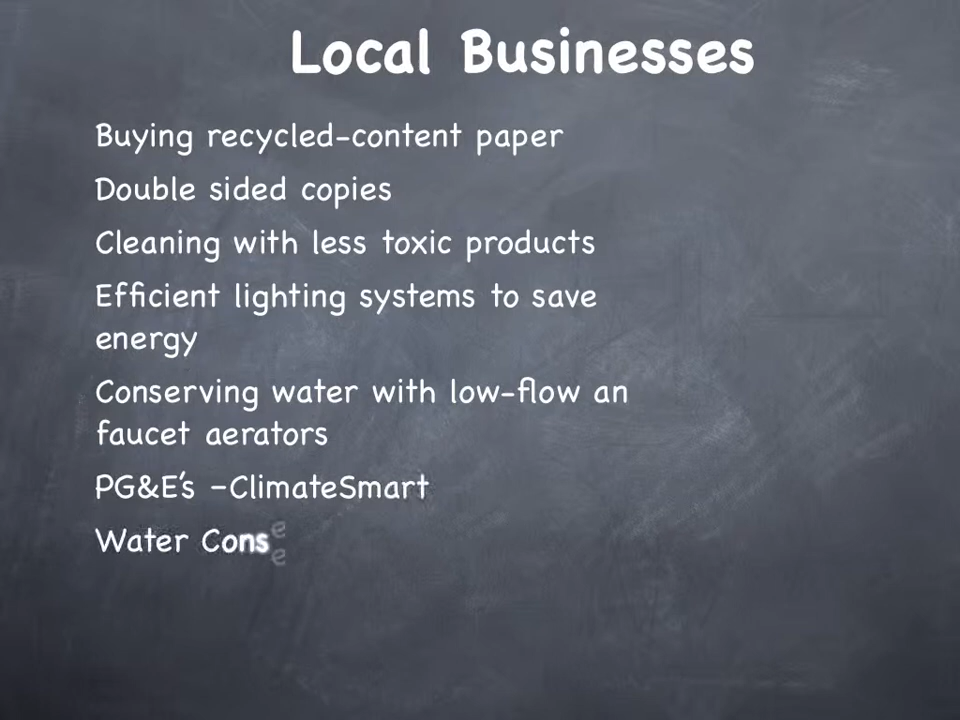 Local Businesses
Buying recycled-content paper
Double sided copies
Cleaning with less toxic products
Efficient lighting systems to save
energy
Conserving water with low-flow an
faucet aerators
PG&E's -ClimateSmart
Water Conse